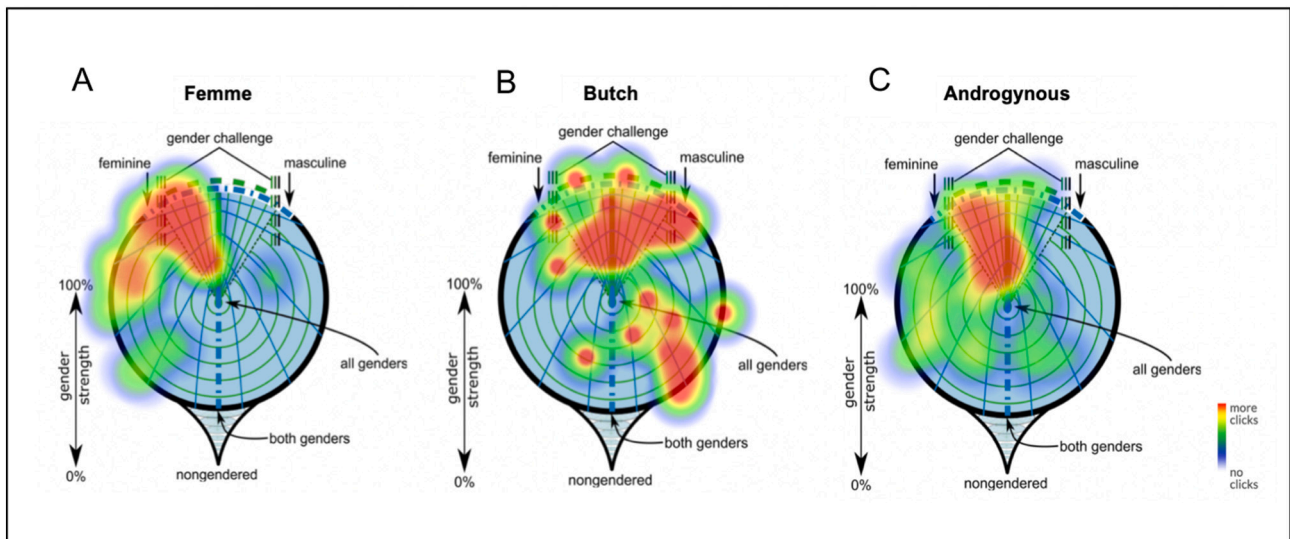 A
Femme
gender challenge
feminine
masculine
100%
gender
strength
all genders
both genders
0%
nongendered
B
Butch
gender challenge
feminine
masculine
100%
gender
strength
all genders
both genders
0%
nongendered
C
Androgynous
gender challenge
feminine
masculine
100%
gender
strength
all genders
both genders
0%
nongendered
more
clicks
no
clicks